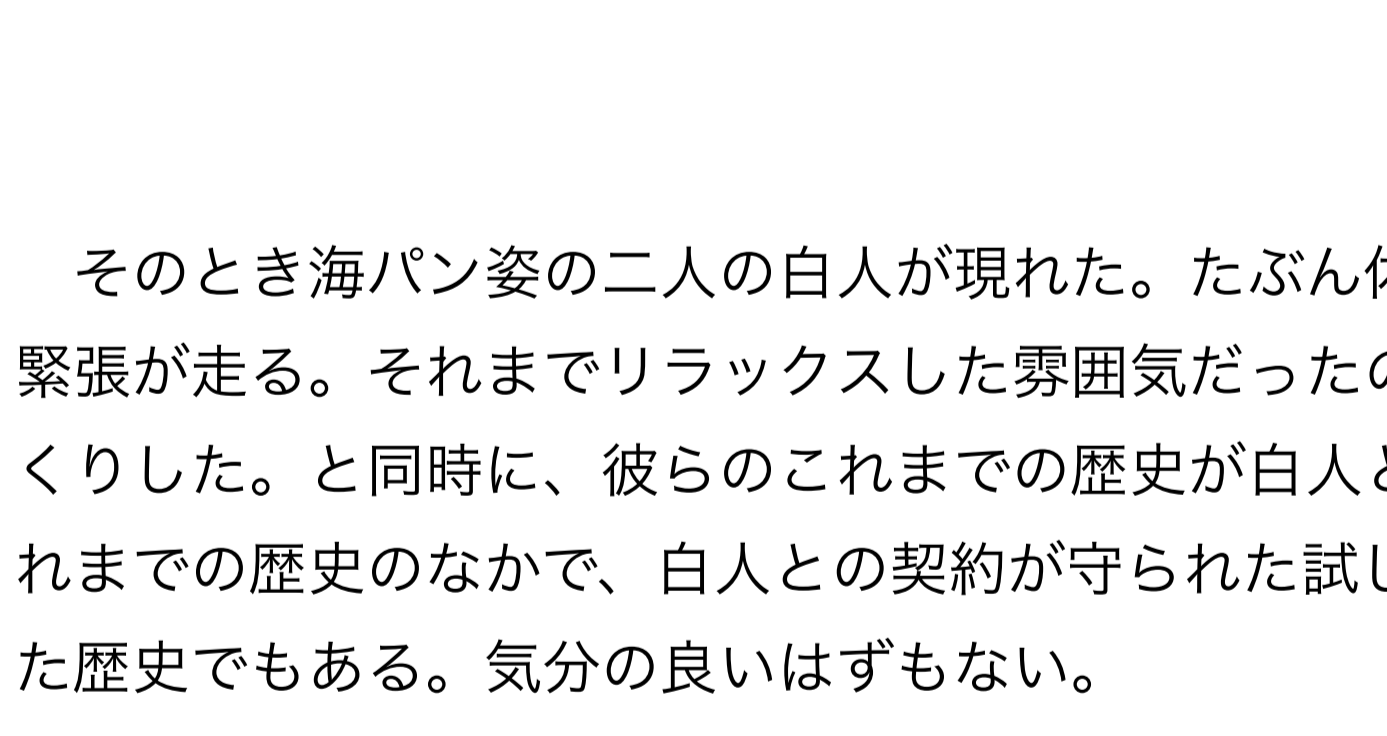 そのとき海パン姿の二人の白人が現れた。たぶん
緊張が走る。それまでリラックスした雰囲気だった
くりした。と同時に、彼らのこれまでの歴史が白人と
れまでの歴史のなかで、白人との契約が守られた試し
た歴史でもある。気分の良いはずもない。